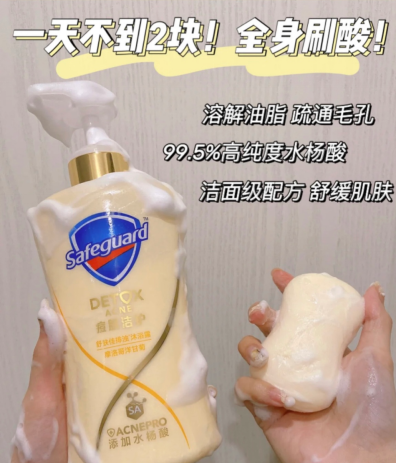 一天不到2块！全身刷酸！
溶解油脂 疏通毛孔
99.5%高纯度水杨酸
洁面级配方 舒缓肌肤
Safeguard
DETOX
ACNE
SA
ACNEPRO
添加水杨酸